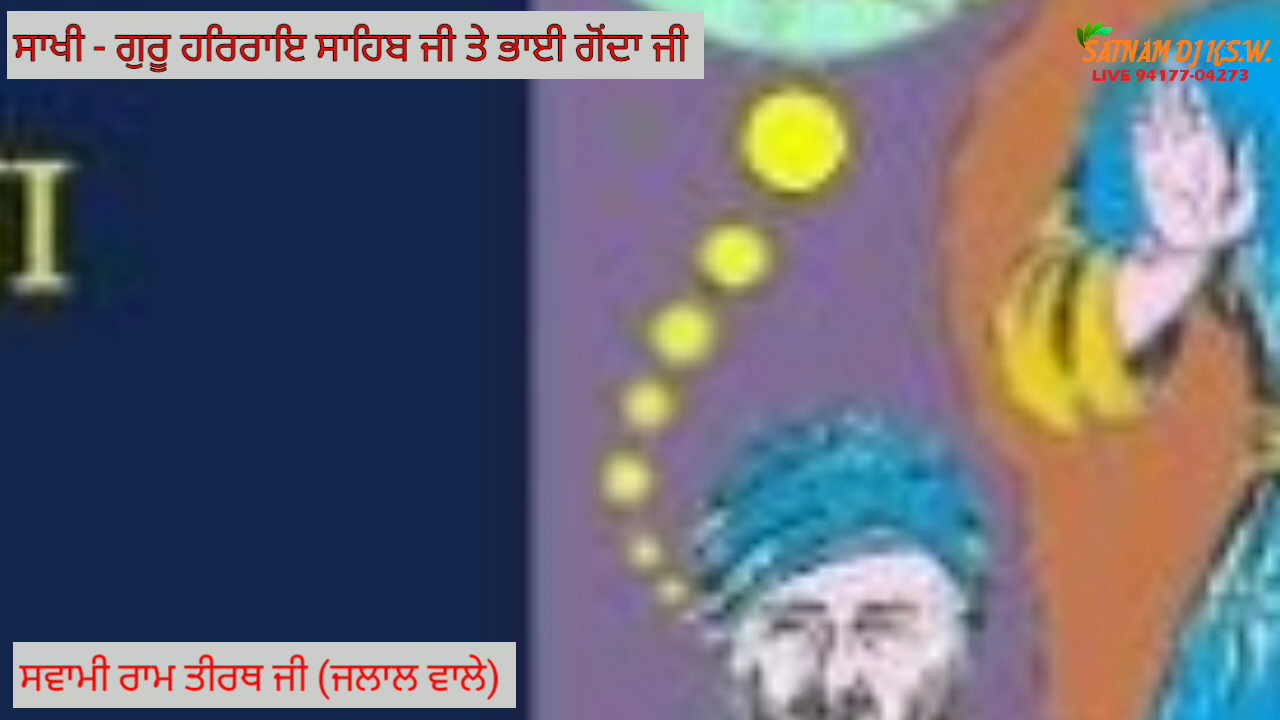 ਸਾਖੀ - ਗੁਰੂ ਹਰਿਰਾਇ ਸਾਹਿਬ ਜੀ ਤੇ ਭਾਈ ਗੋਂਦਾ ਜੀ
SATNAM DJ K.S.W.
LIVE 94177-04273
ਸਵਾਮੀ ਰਾਮ ਤੀਰਥ ਜੀ (ਜਲਾਲ ਵਾਲੇ)